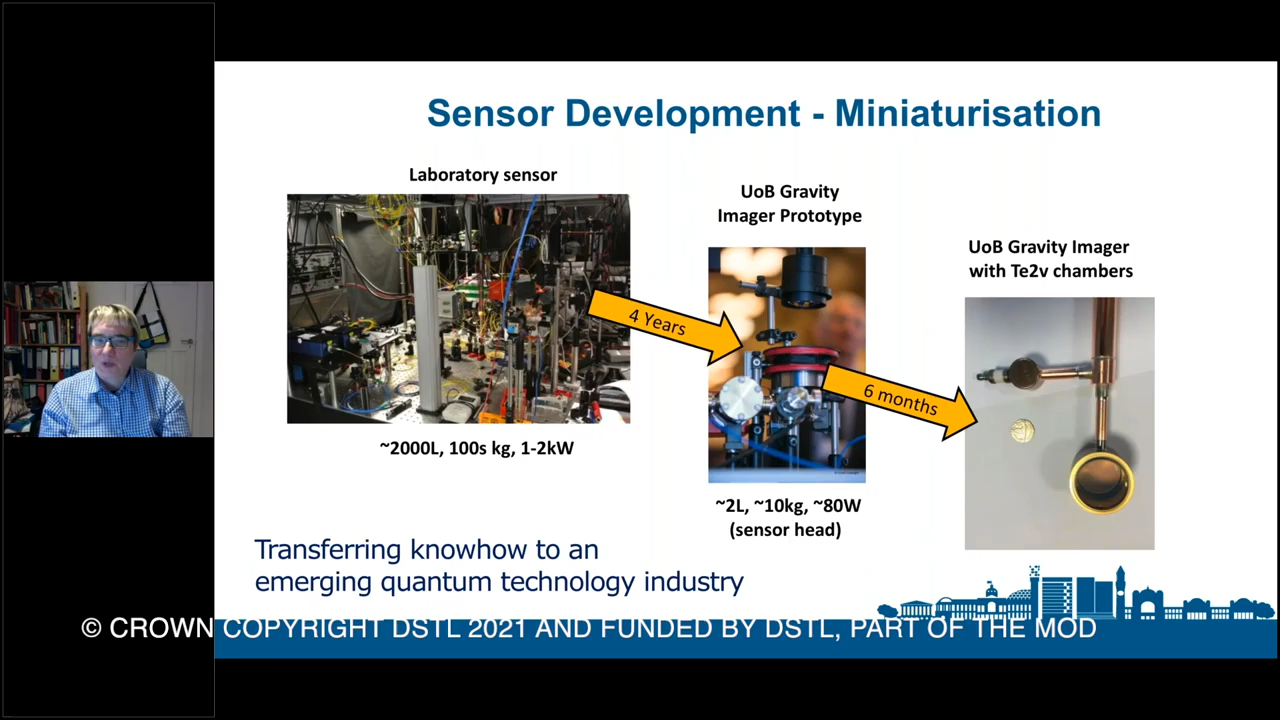 Sensor Development - Miniaturisation
Laboratory sensor
~2000L, 100s kg, 1-2kW
4 Years
UoB Gravity
Imager Prototype
~2L, ~10kg, ~80W
(sensor head)
6 months
UoB Gravity Imager
with Te2v chambers
Transferring knowhow to an
emerging quantum technology industry
© CROWN COPYRIGHT DSTL 2021 AND FUNDED BY DSTL, PART OF THE MOD